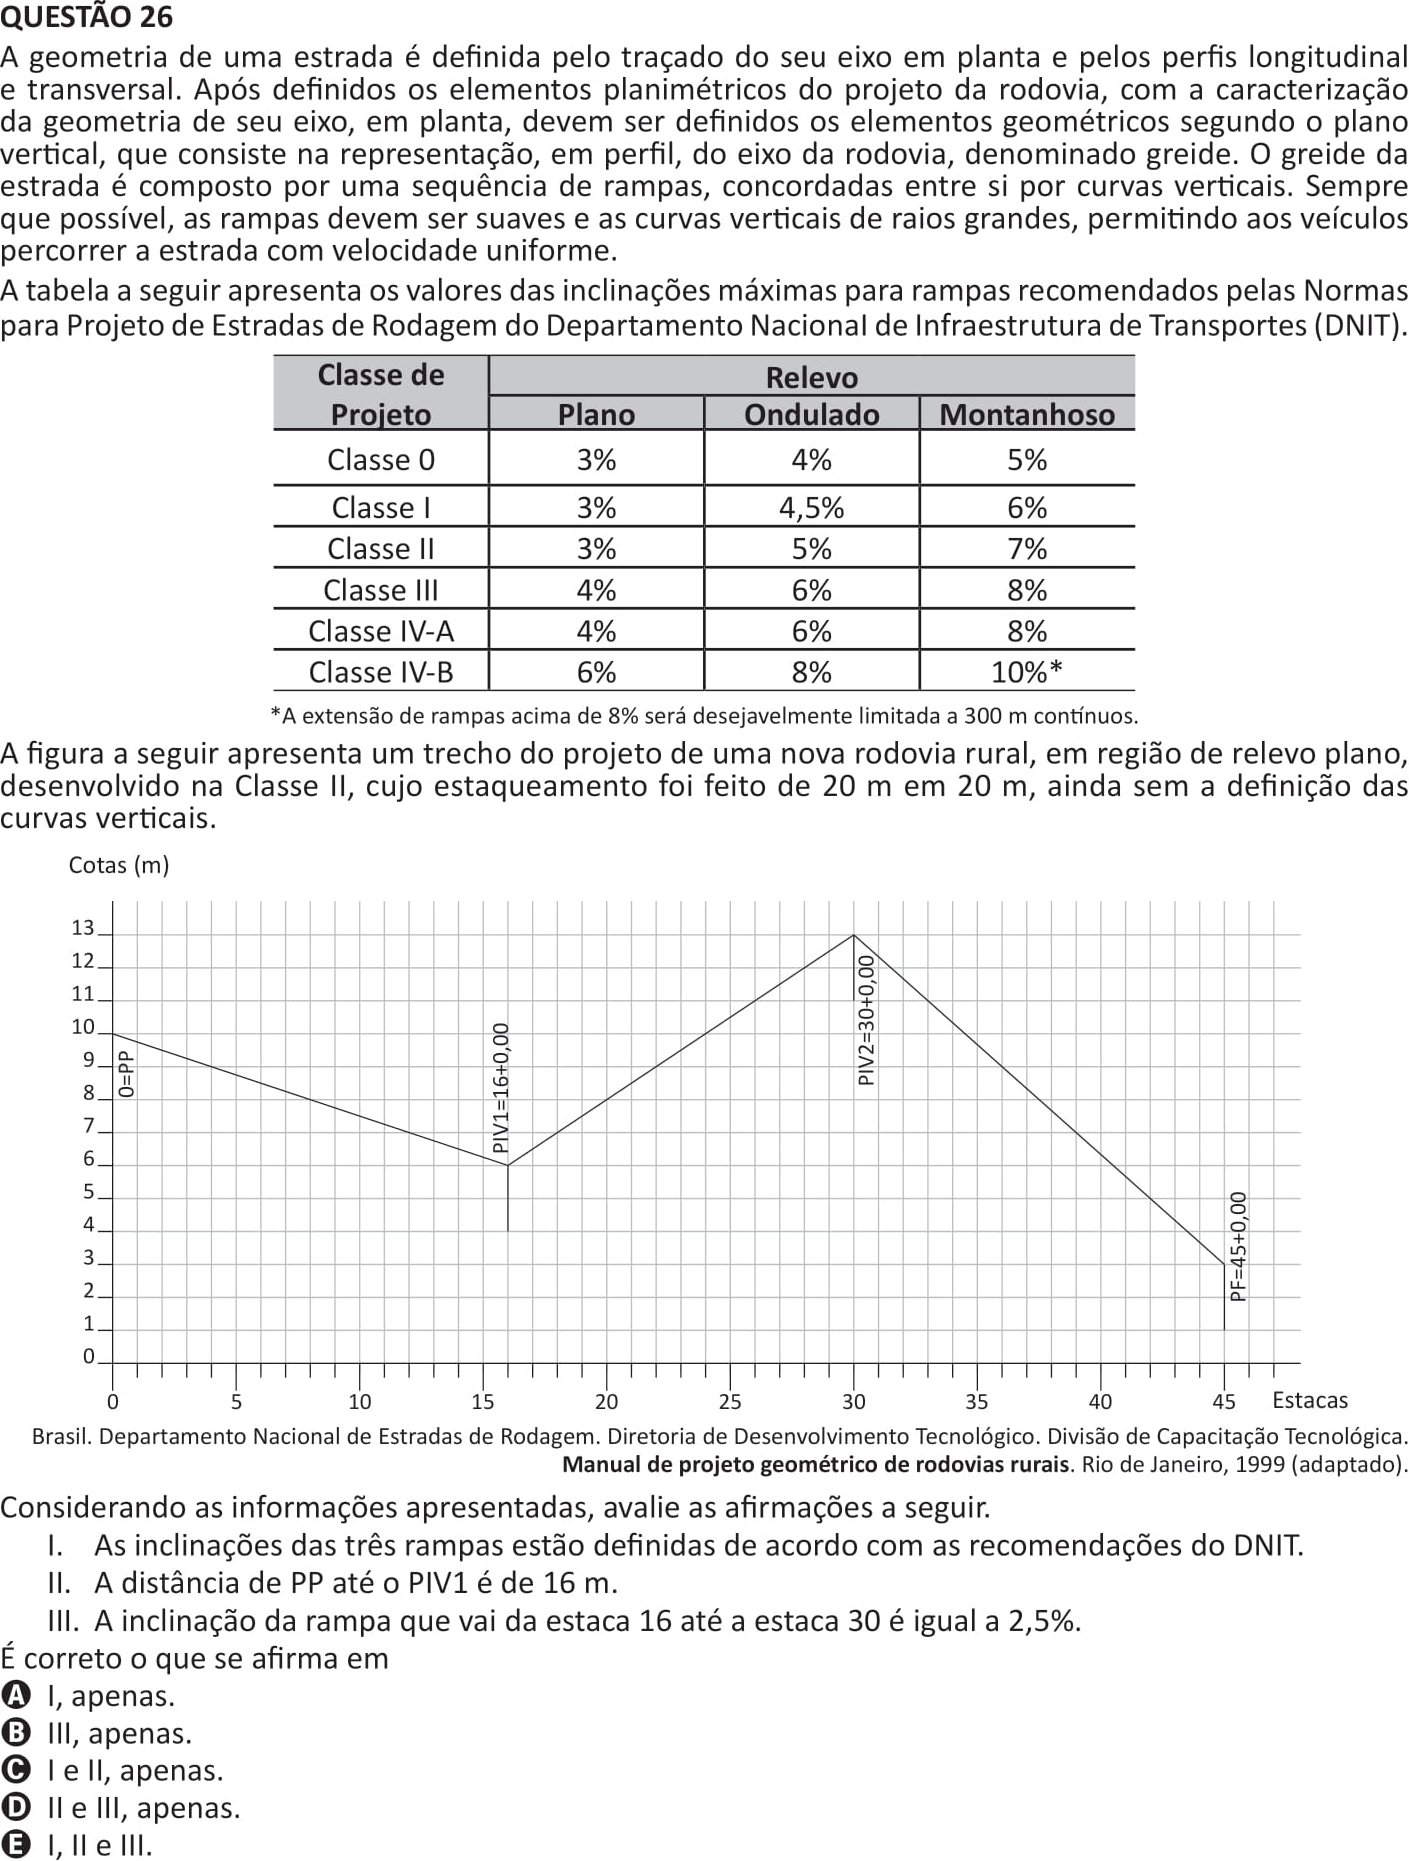 QUESTÃO 26
A geometria de uma estrada é definida pelo traçado do seu eixo em planta e pelos perfis longitudinal
e transversal. Após definidos os elementos planimétricos do projeto da rodovia, com a caracterização
da geometria de seu eixo, em planta, devem ser definidos os elementos geométricos segundo o plano
vertical, que consiste na representação, em perfil, do eixo da rodovia, denominado greide. O greide da
estrada é composto por uma sequência de rampas, concordadas entre si por curvas verticais. Sempre
que possível, as rampas devem ser suaves e as curvas verticais de raios grandes, permitindo aos veículos
percorrer a estrada com velocidade uniforme.
A tabela a seguir apresenta os valores das inclinações máximas para rampas recomendados pelas Normas
para Projeto de Estradas de Rodagem do Departamento Nacional de Infraestrutura de Transportes (DNIT).
Classe de Projeto Relevo
Plano Ondulado Montanhoso
Classe 0 3% 4% 5%
Classe I 3% 4,5% 6%
Classe II 3% 5% 7%
Classe III 4% 6% 8%
Classe IV-A 4% 6% 8%
Classe IV-B 6% 8% 10%*
*A extensão de rampas acima de 8% será desejavelmente limitada a 300 m contínuos.
A figura a seguir apresenta um trecho do projeto de uma nova rodovia rural, em região de relevo plano,
desenvolvido na Classe II, cujo estaqueamento foi feito de 20 m em 20 m, ainda sem a definição das
curvas verticais.
Cotas (m)
13
12
11
10
9
8
7
6
5
4
3
2
1
0
0=PP
PIV1=16+0,00
PIV2=30+0,00
PF=45+0,00
0 5 10 15 20 25 30 35 40 45 Estacas
Brasil. Departamento Nacional de Estradas de Rodagem. Diretoria de Desenvolvimento Tecnológico. Divisão de Capacitação Tecnológica.
Manual de projeto geométrico de rodovias rurais. Rio de Janeiro, 1999 (adaptado).
Considerando as informações apresentadas, avalie as afirmações a seguir.
I. As inclinações das três rampas estão definidas de acordo com as recomendações do DNIT.
II. A distância de PP até o PIV1 é de 16 m.
III. A inclinação da rampa que vai da estaca 16 até a estaca 30 é igual a 2,5%.
É correto o que se afirma em
A I, apenas.
B III, apenas.
C I e II, apenas.
D II e III, apenas.
E I, II e III.